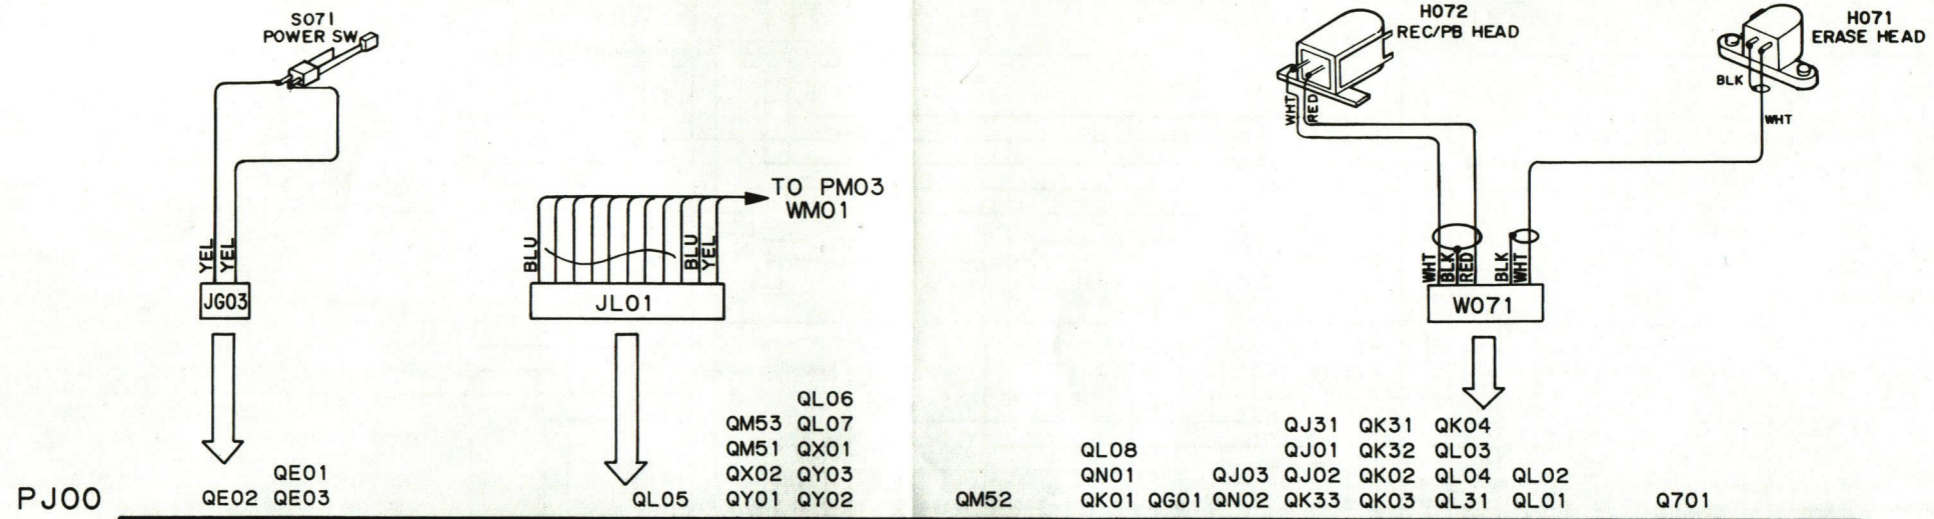 S071
POWER SW
H072
REC/PB HEAD
H071
ERASE HEAD
BLK
WHT
RED
WHT
TO PM03
WM01
YEL
YEL
BLU
BLU
YEL
WHT
BLK
RED
BLK
WHT
JG03
JL01
W071
QL06
QM53 QL07
QJ31 QK31 QK04
QM51 QX01
QL08
QJ01 QK32 QL03
QE01
QX02 QY03
QN01
QJ03 QJ02 QK02 QL04 QL02
PJ00
QE02 QE03
QL05
QY01 QY02
QM52
QK01 QG01 QN02 QK33 QK03 QL31 QL01
Q701